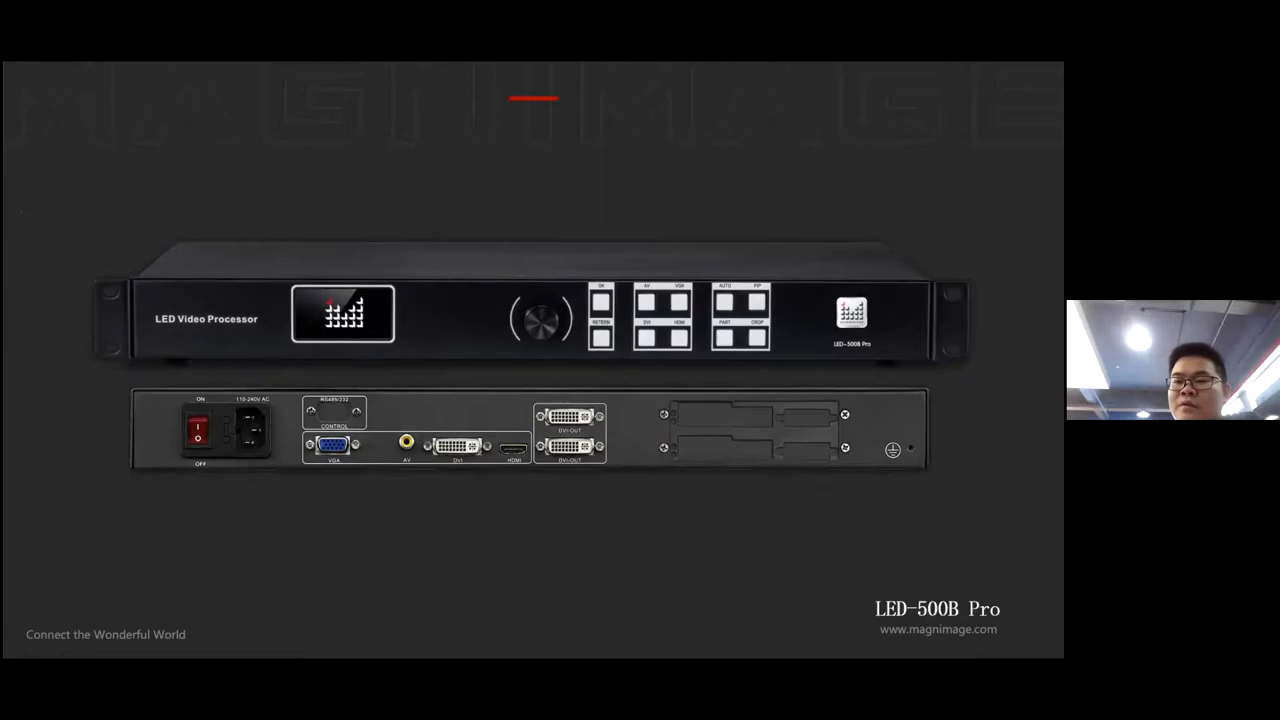 MAGNIMAGE
LED Video Processor
OK
AV
VGA
AUTO
PIP
RETERN
DVI
HDMI
PART
CROP
LED-500B Pro
ON
110-240V AC
RS485/232
CONTROL
DVI-OUT
VGA
AV
DVI
HDMI
DVI-OUT
OFF
LED-500B Pro
www.magnimage.com
Connect the Wonderful World